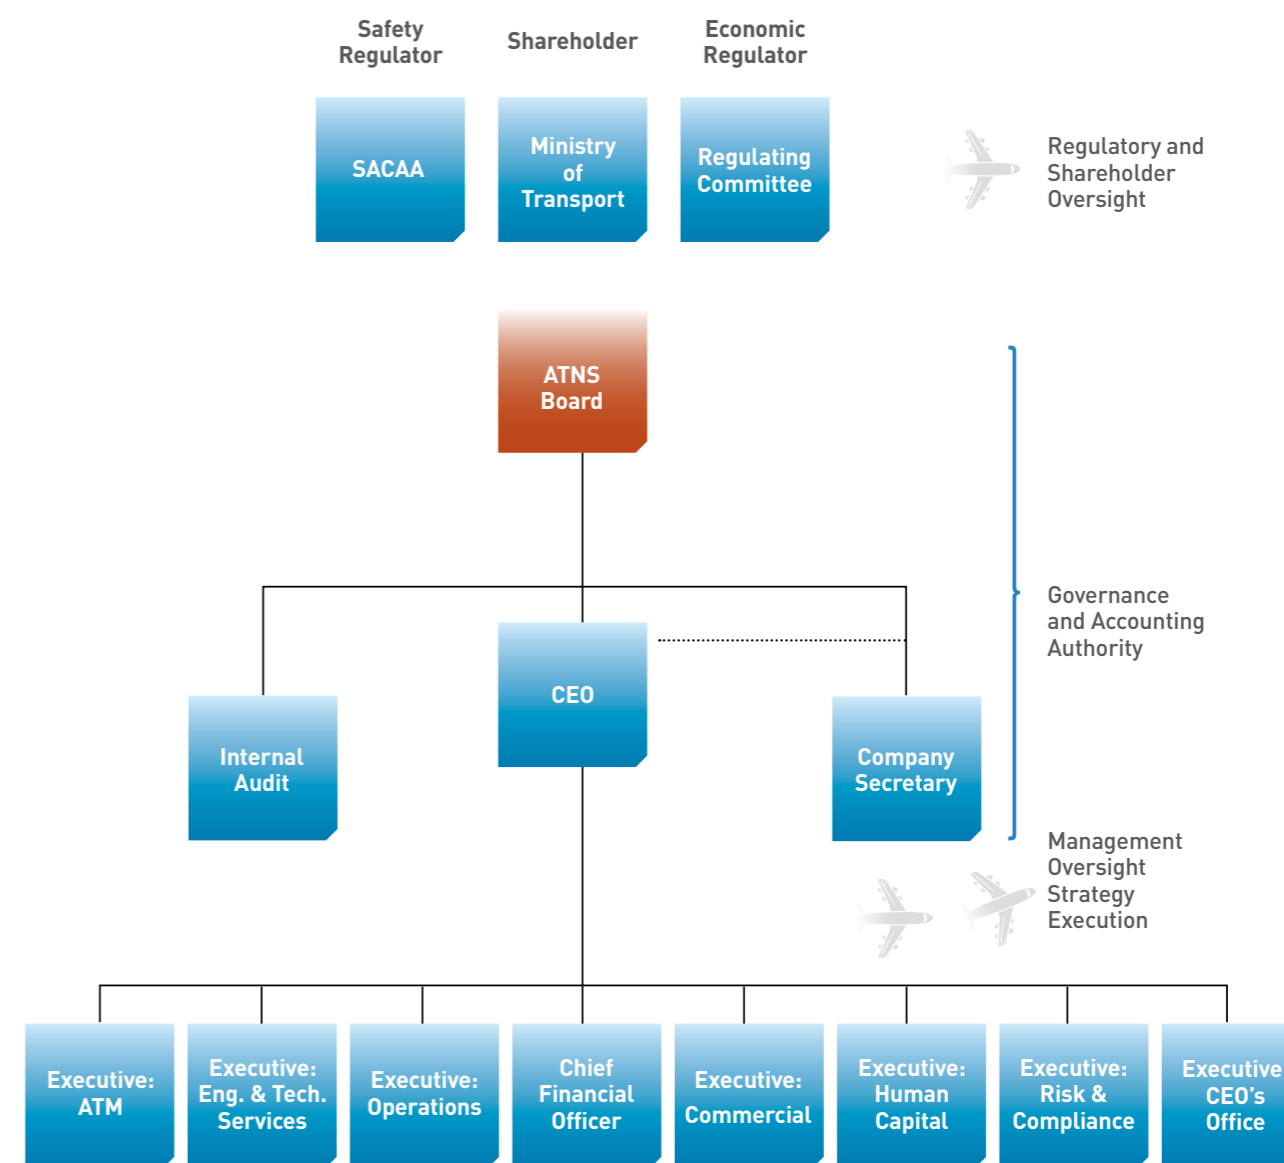 Safety
Regulator
Shareholder
Economic
Regulator
SACAA
Ministry
of
Transport
Regulating
Committee
Regulatory and
Shareholder
Oversight
ATNS
Board
Governance
and Accounting
Authority
CEO
Internal
Audit
Company
Secretary
Management
Oversight
Strategy
Execution
Executive:
ATM
Executive:
Eng. & Tech.
Services
Executive:
Operations
Chief
Financial
Officer
Executive:
Commercial
Executive:
Human
Capital
Executive:
Risk &
Compliance
Executive
CEO’s
Office